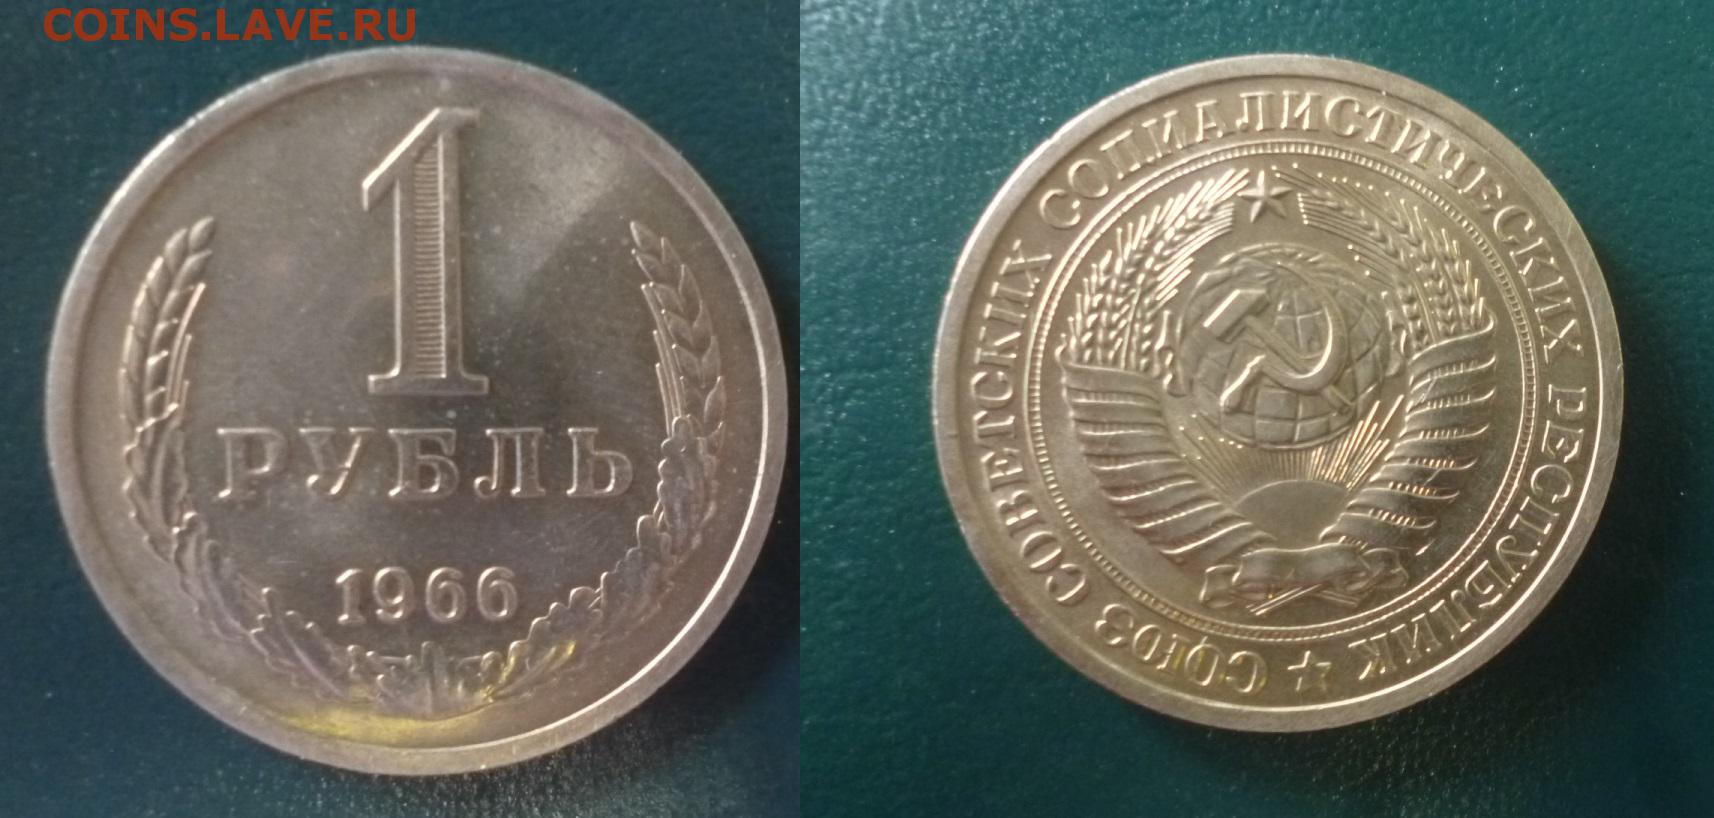 COINS.LAVE.RU
1
РУБЛЬ
1966
СОЮЗ СОВЕТСКИХ СОЦИАЛИСТИЧЕСКИХ РЕСПУБЛИК